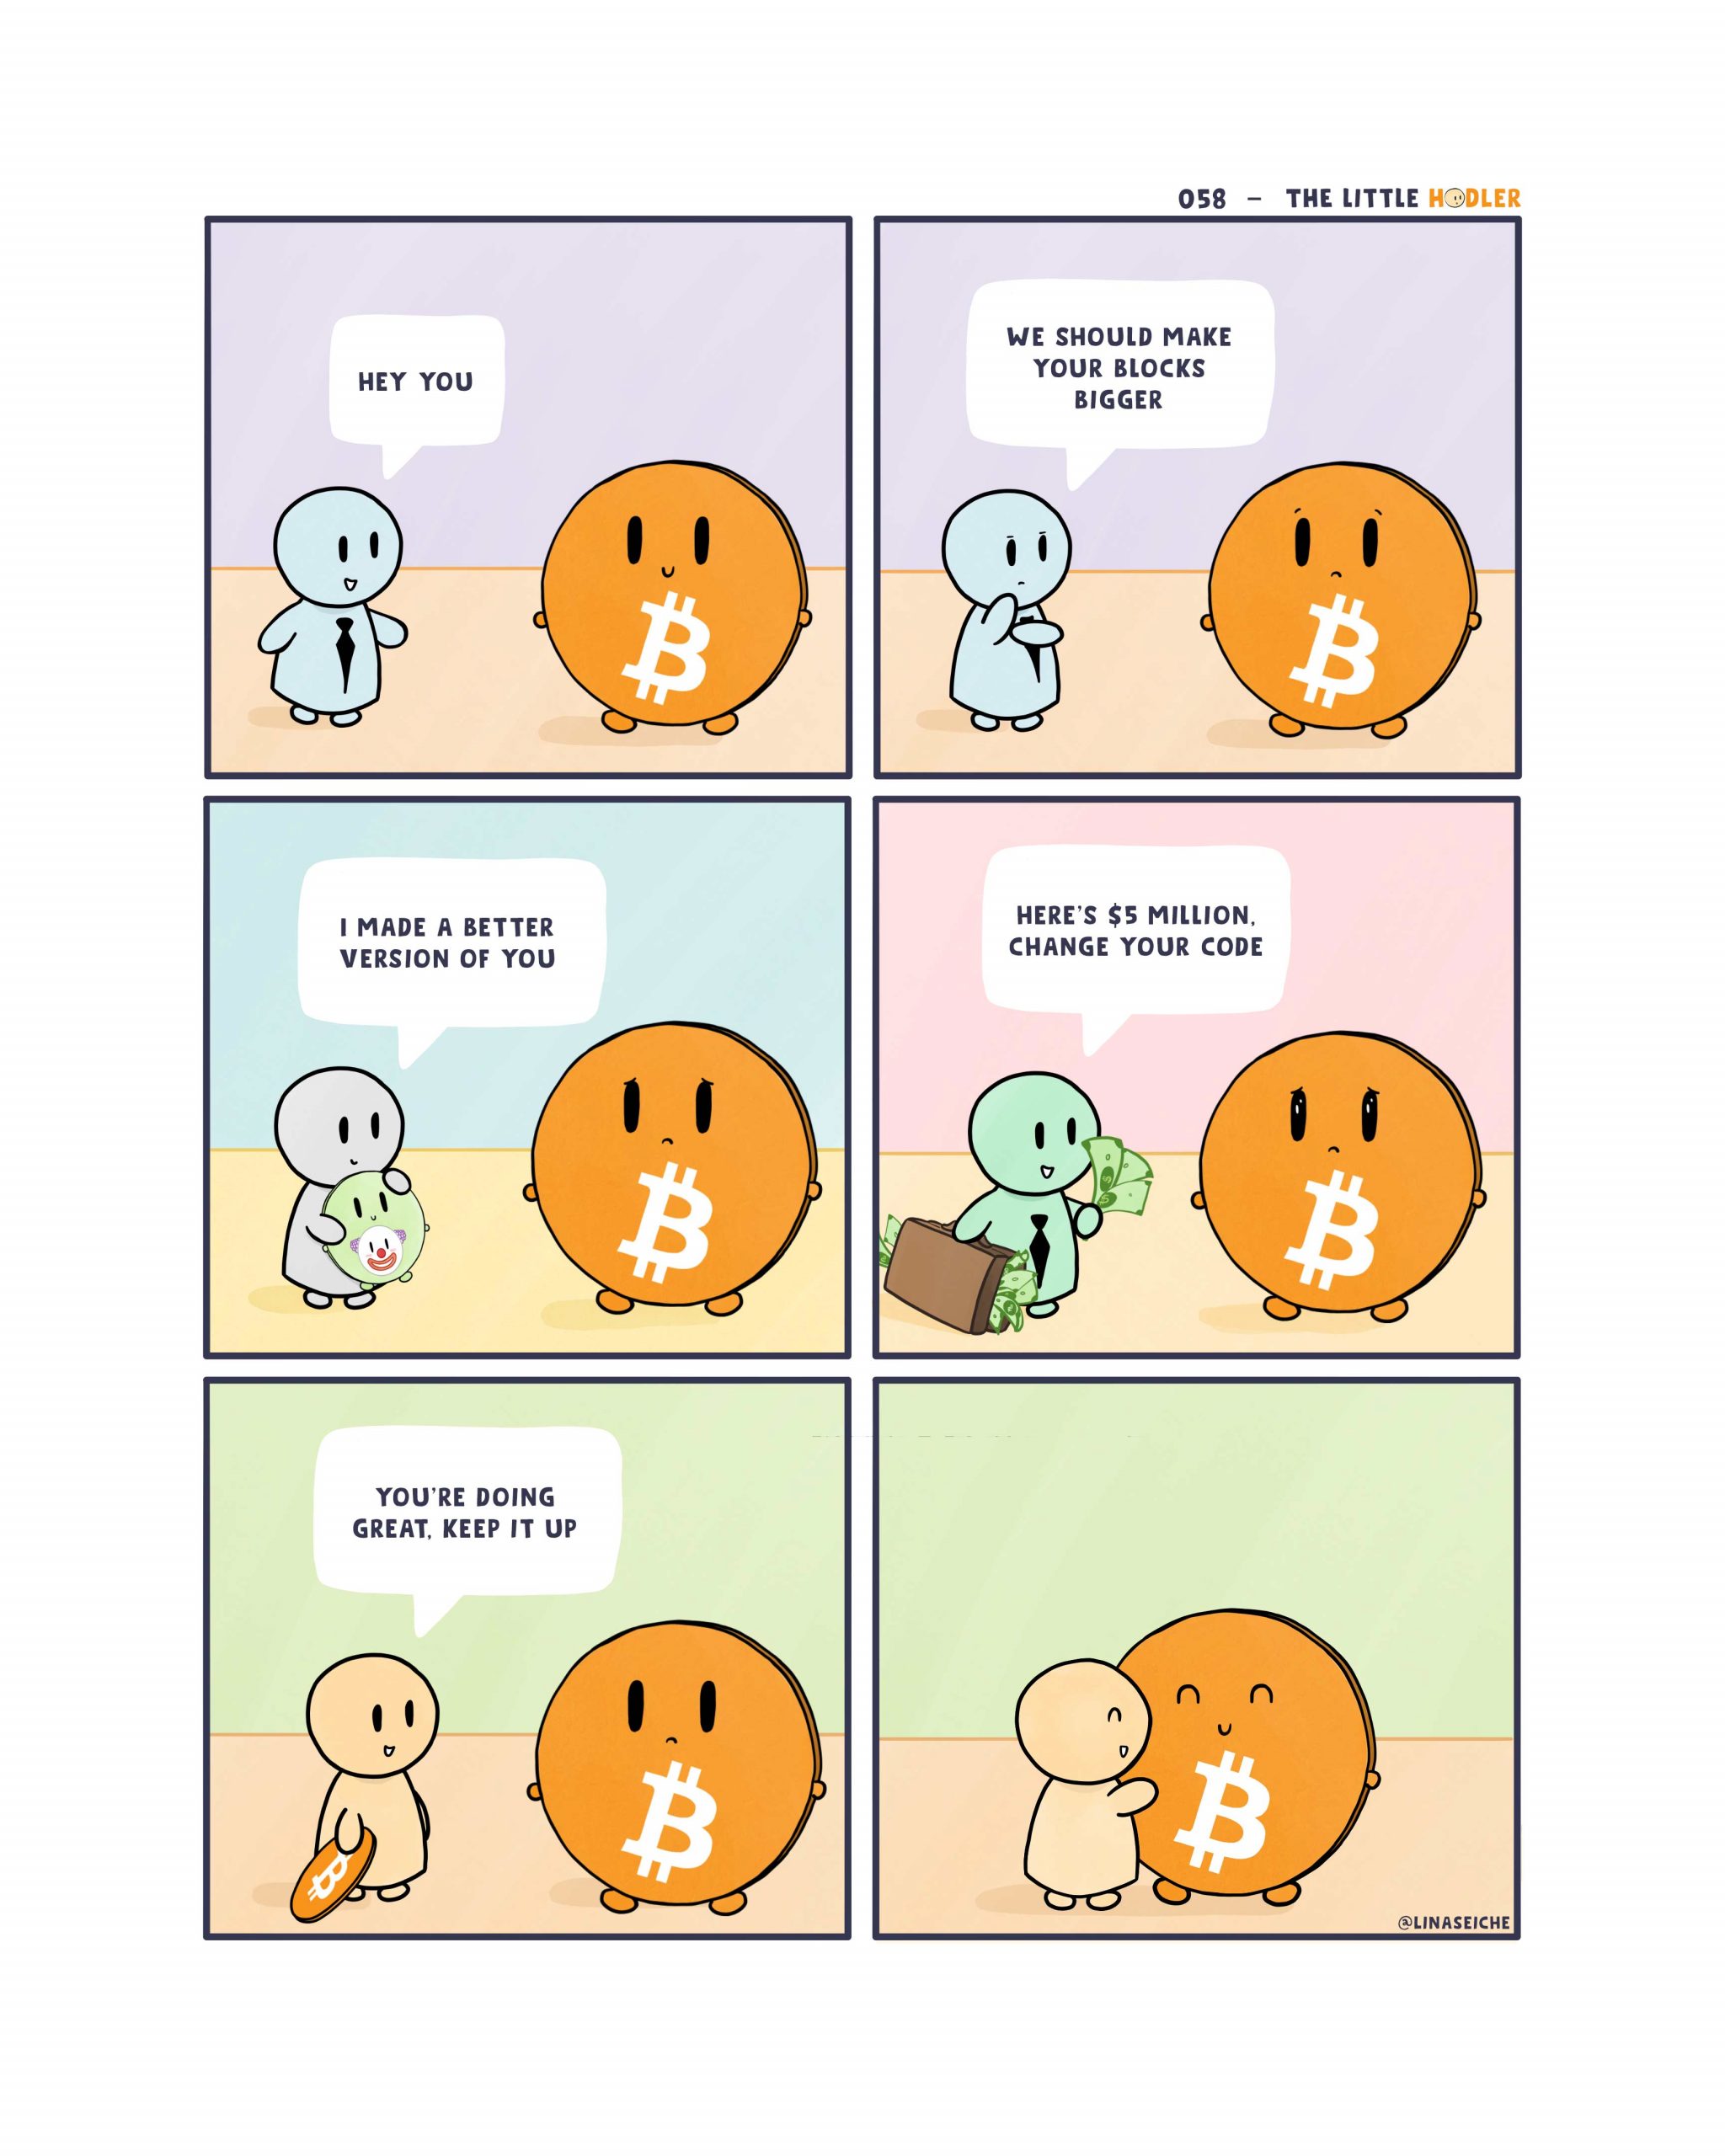 058 - THE LITTLE HODLER
HEY YOU
WE SHOULD MAKE
YOUR BLOCKS
BIGGER
I MADE A BETTER
VERSION OF YOU
HERE'S $5 MILLION,
CHANGE YOUR CODE
YOU'RE DOING
GREAT, KEEP IT UP
@LINASEICHE